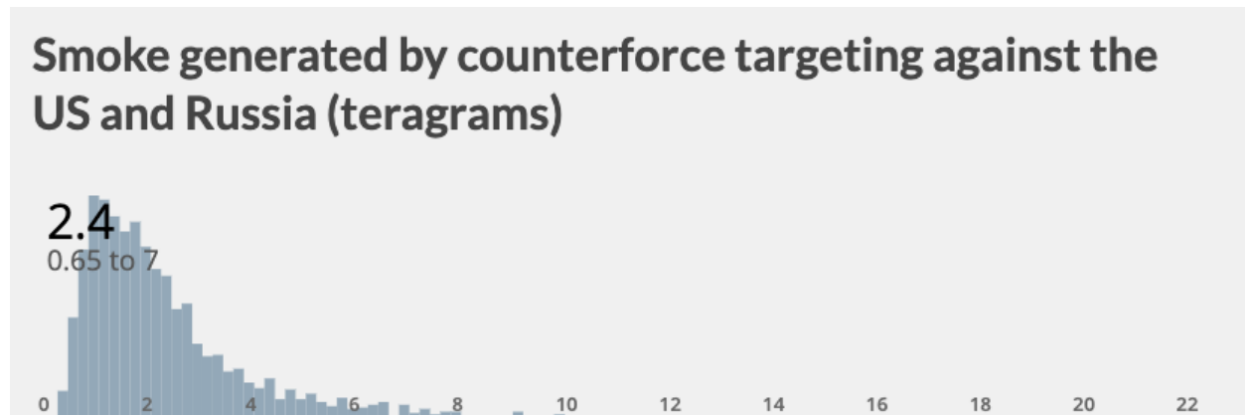 Smoke generated by counterforce targeting against the
US and Russia (teragrams)
2.4
0.65 to 7
0 2 4 6 8 10 12 14 16 18 20 22